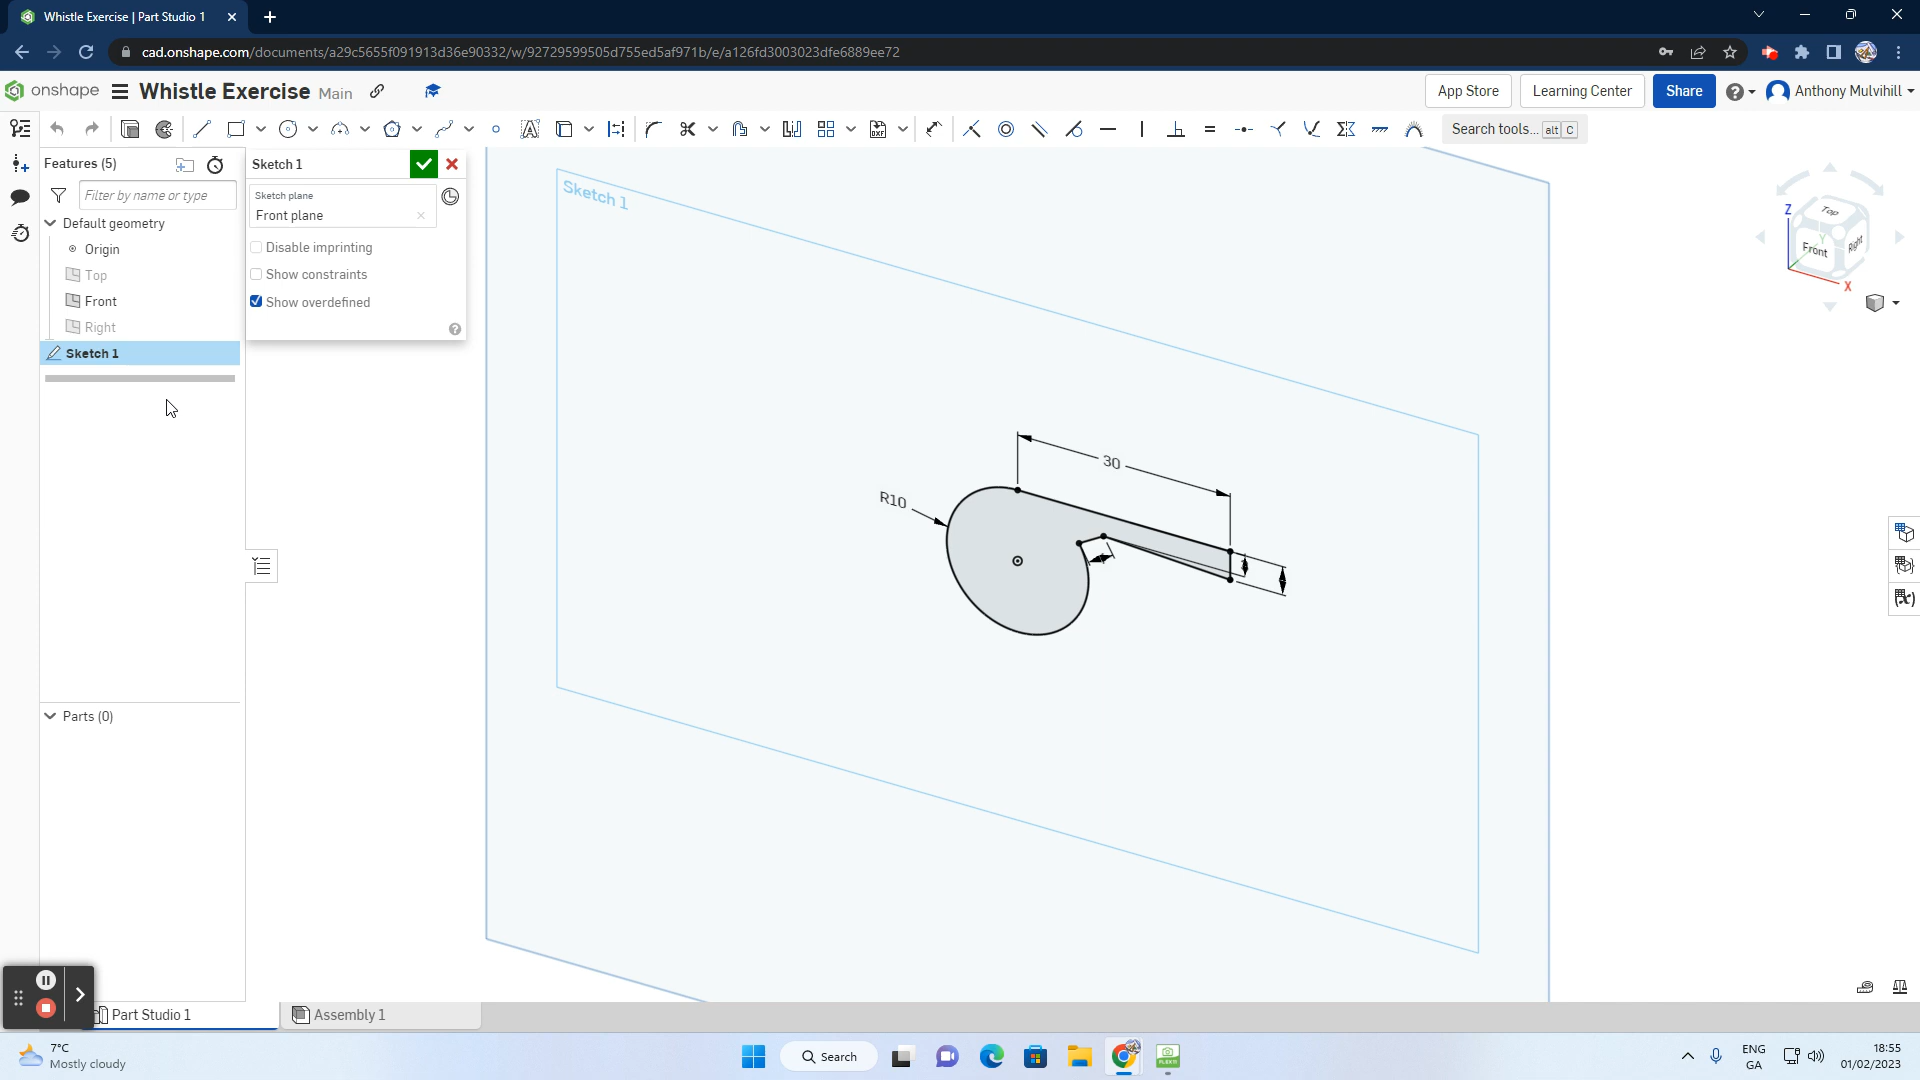 Whistle Exercise | Part Studio 1
cad.onshape.com/documents/a29c5655f091913d36e90332/w/92729599505d755ed5af971b/e/a126fd3003023dfe6889ee72
onshape
Whistle Exercise Main
App Store
Learning Center
Share
Anthony Mulvihill
Search tools... alt C
Features (5)
Filter by name or type
Default geometry
Origin
Top
Front
Right
Sketch 1
Sketch 1
Sketch plane
Front plane
Disable imprinting
Show constraints
Show overdefined
Sketch 1
Z
Top
Y
Front
Right
X
30
R10
Parts (0)
Part Studio 1
Assembly 1
7°C
Mostly cloudy
Search
ENG
GA
18:55
01/02/2023